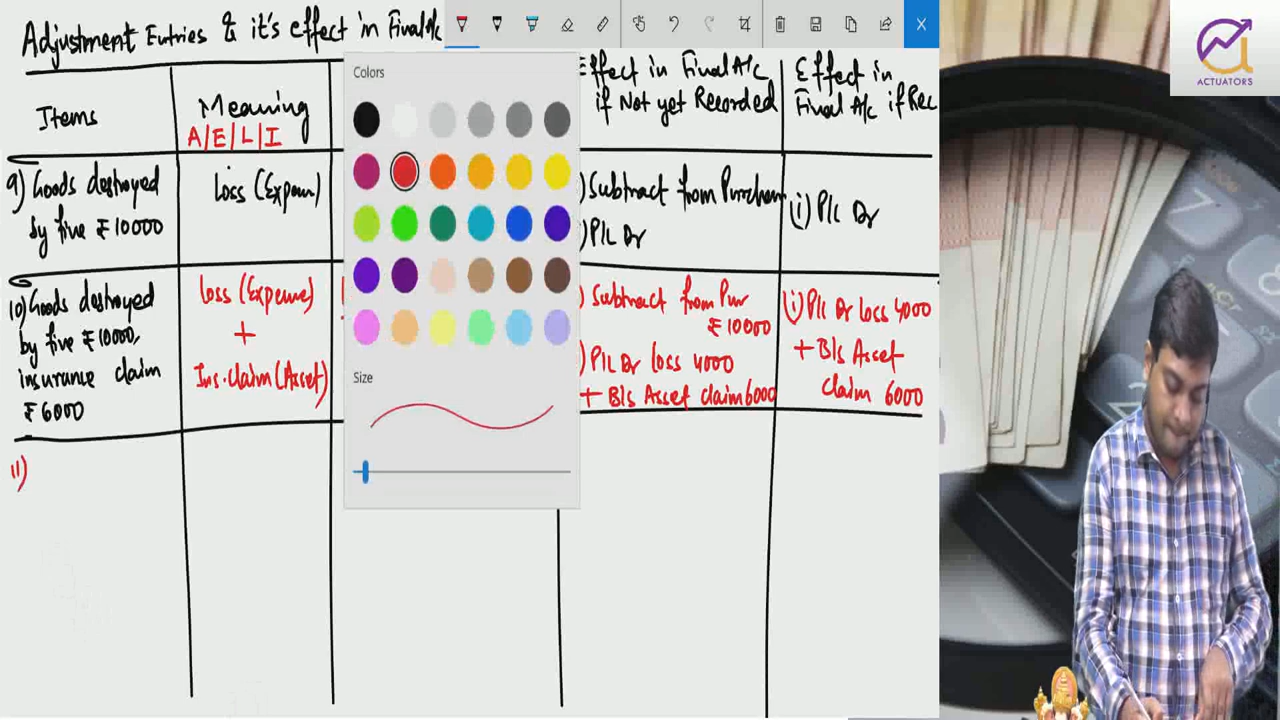 Adjustment Entries & it's effect in Final A/c
Items
Meaning
A/E/L/I
Effect in Final A/c
if Not yet Recorded
Effect in
Final A/c if Rec
9) Goods destroyed
by fire ₹ 10000
Loss (Expense)
) Subtract from Purchases
) P/L Dr
(i) P/L Dr
10) Goods destroyed
by fire ₹ 10000,
insurance claim
₹ 6000
loss (Expense)
+
Ins. claim (Asset)
) Subtract from Pur
₹ 10000
) P/L Dr loss 4000
+ B/s Asset claim 6000
(i) P/L Dr loss 4000
+ B/s Asset
claim 6000
11)
Colors
Size
ACTUATORS